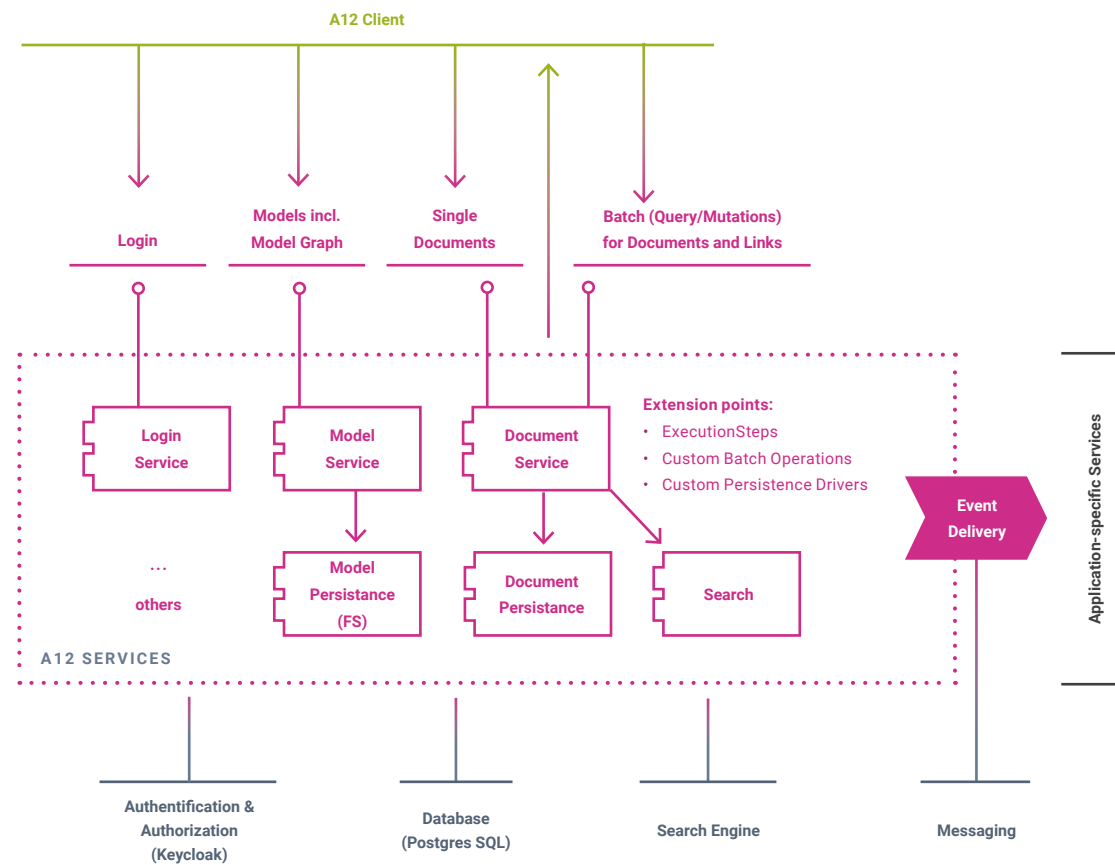 A12 Client
Login
Models incl.
Model Graph
Single
Documents
Batch (Query/Mutations)
for Documents and Links
Login
Service
Model
Service
Document
Service
Extension points:
• ExecutionSteps
• Custom Batch Operations
• Custom Persistence Drivers
Event
Delivery
Application-specific Services
...
others
Model
Persistance
(FS)
Document
Persistance
Search
A12 SERVICES
Authentification &
Authorization
(Keycloak)
Database
(Postgres SQL)
Search Engine
Messaging